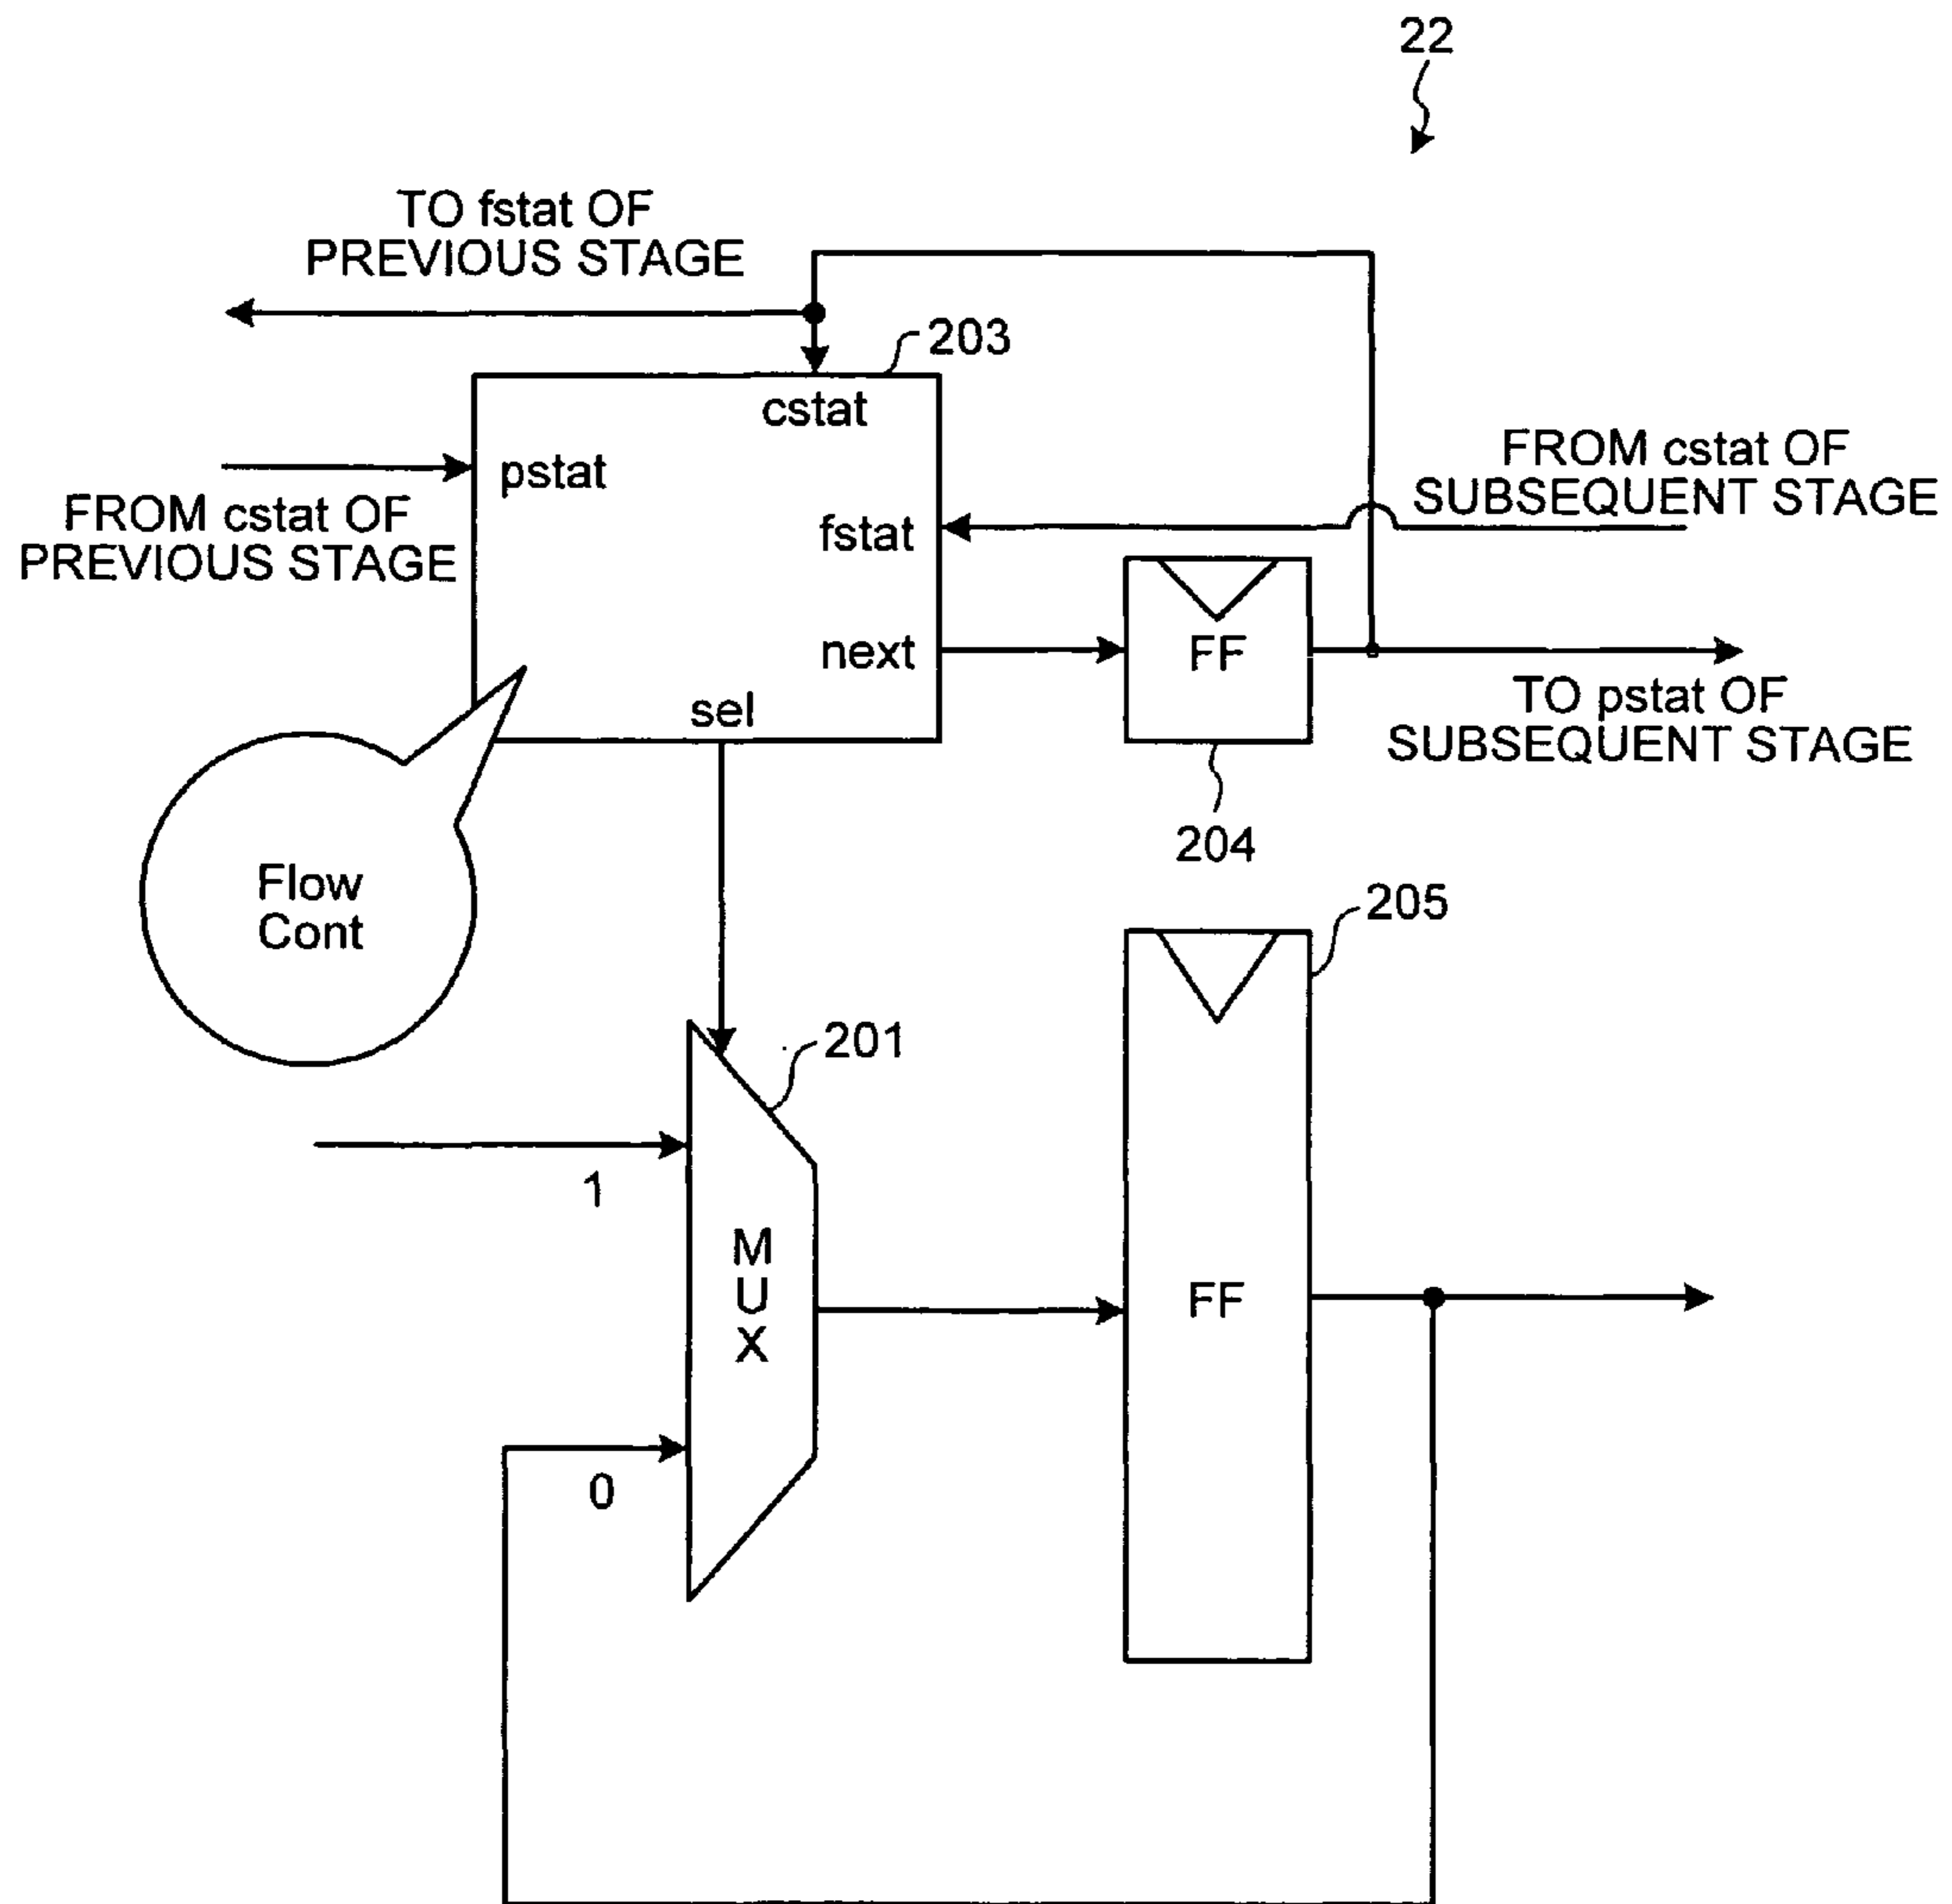 22
TO fstat OF
PREVIOUS STAGE
203
cstat
pstat
FROM cstat OF
PREVIOUS STAGE
FROM cstat OF
SUBSEQUENT STAGE
fstat
next
FF
sel
TO pstat OF
SUBSEQUENT STAGE
204
Flow
Cont
205
201
1
M
U
X
FF
0